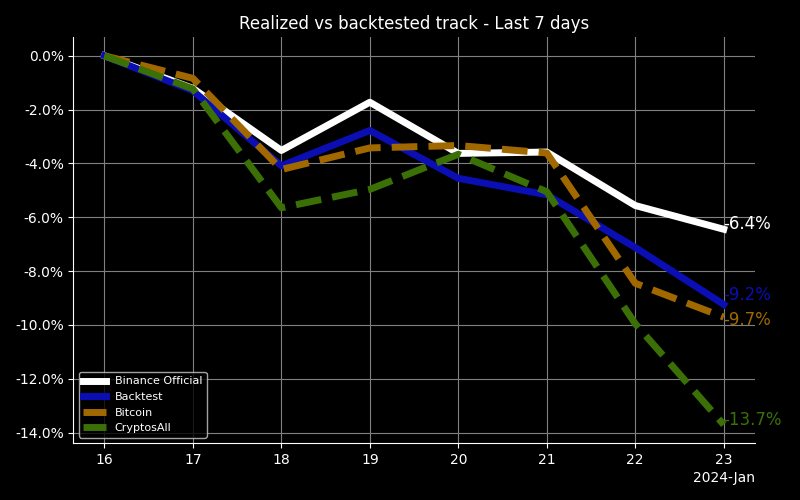 Realized vs backtested track - Last 7 days
0.0%
-2.0%
-4.0%
-6.0%
-8.0%
-10.0%
-12.0%
-14.0%
-6.4%
-9.2%
-9.7%
-13.7%
Binance Official
Backtest
Bitcoin
CryptosAll
16 17 18 19 20 21 22 23
2024-Jan